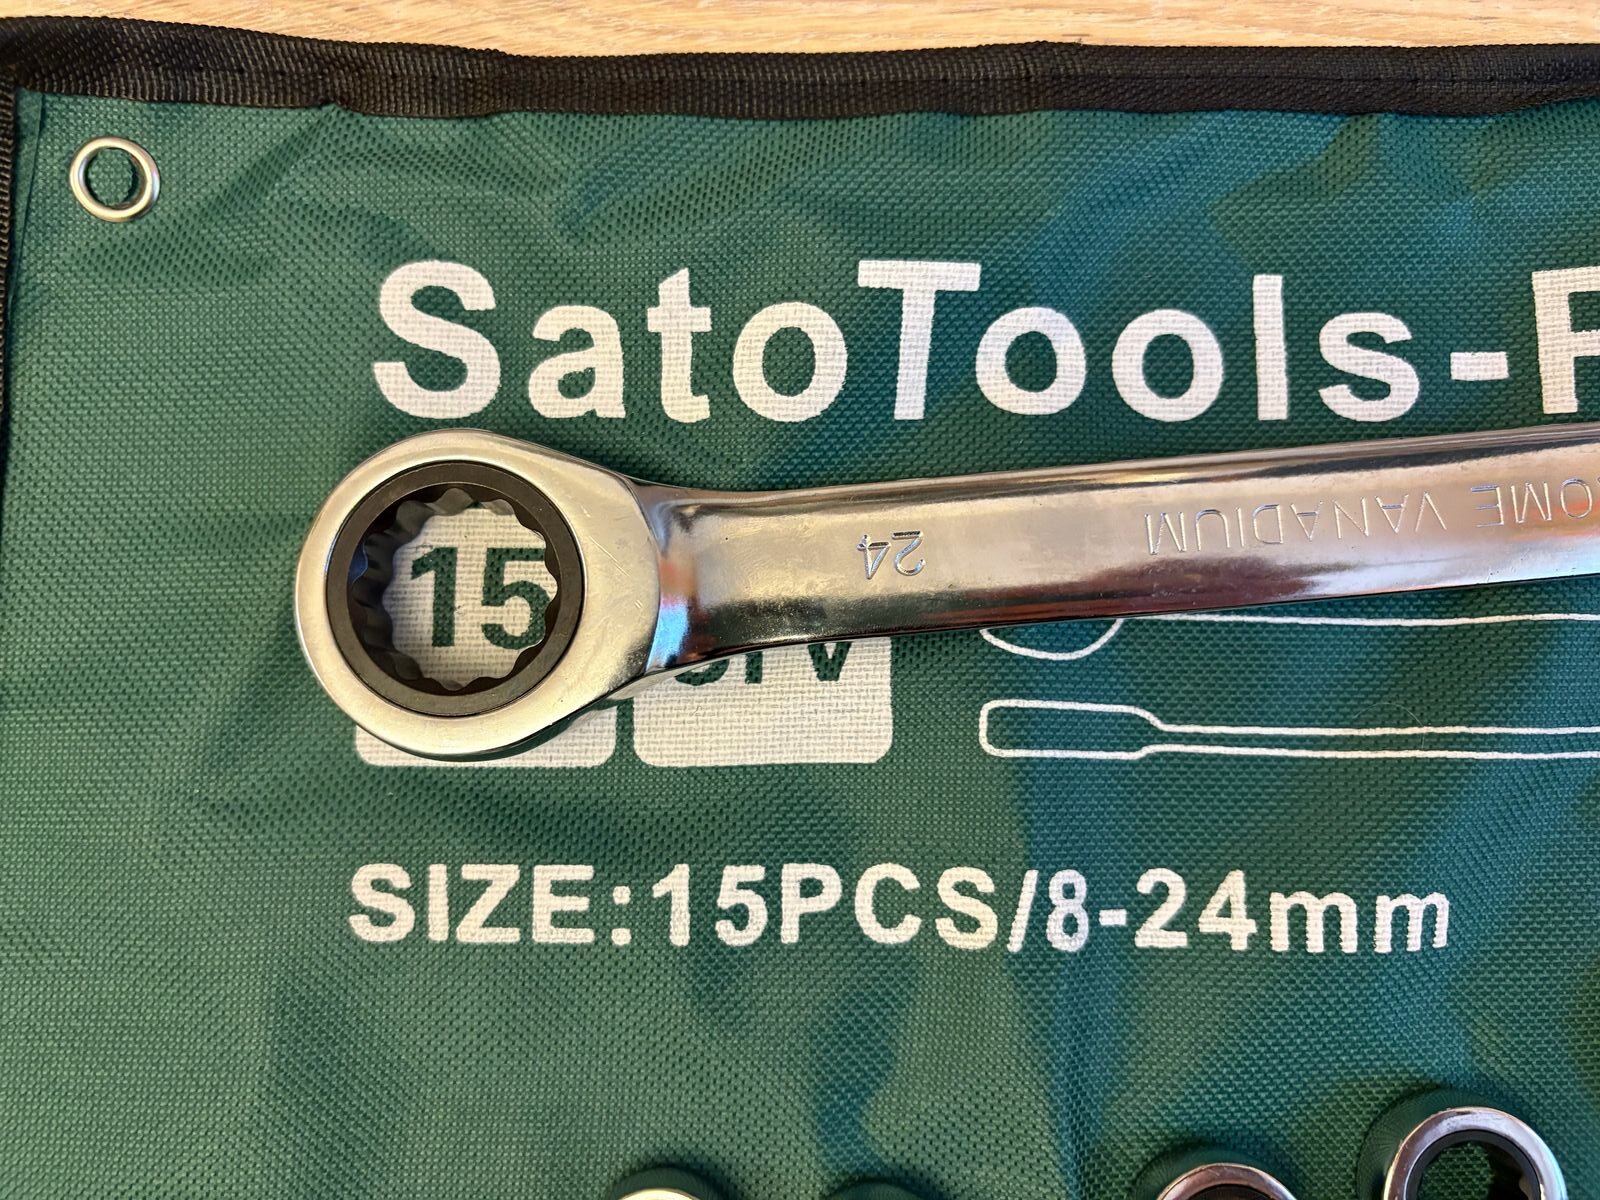 SatoTools-
15
24
VANADIUM
SIZE:15PCS/8-24mm